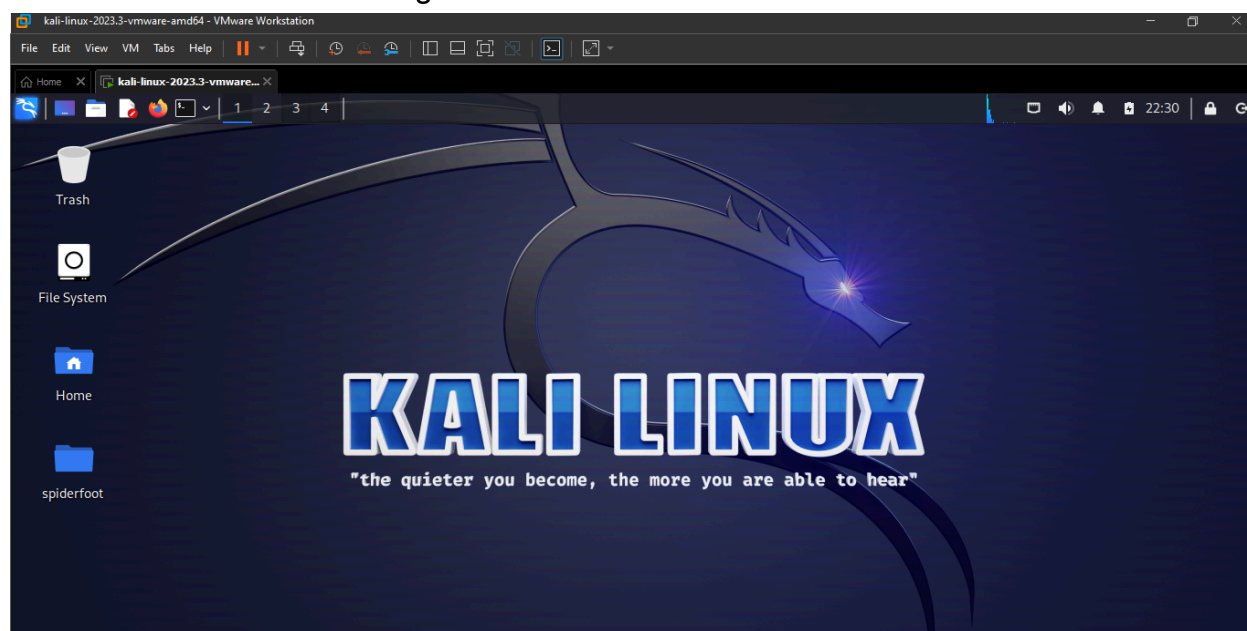 kali-linux-2023.3-vmware-amd64 - VMware Workstation
File Edit View VM Tabs Help
Home kali-linux-2023.3-vmware...
1 2 3 4 22:30
Trash
File System
Home
spiderfoot
KALI LINUX
"the quieter you become, the more you are able to hear"